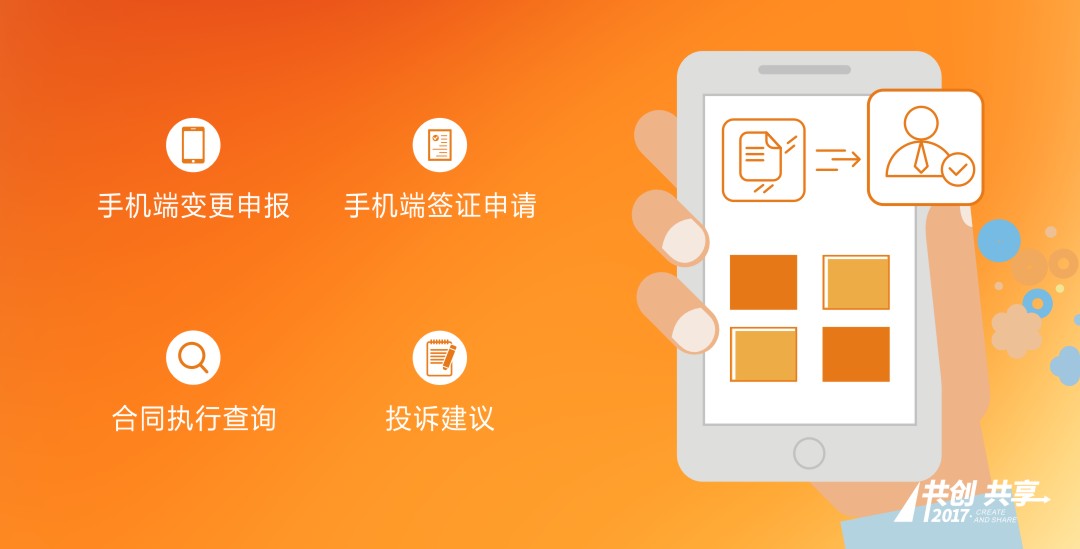 手机端变更申报
手机端签证申请
合同执行查询
投诉建议
共创 共享
2017· CREATE
AND SHARE